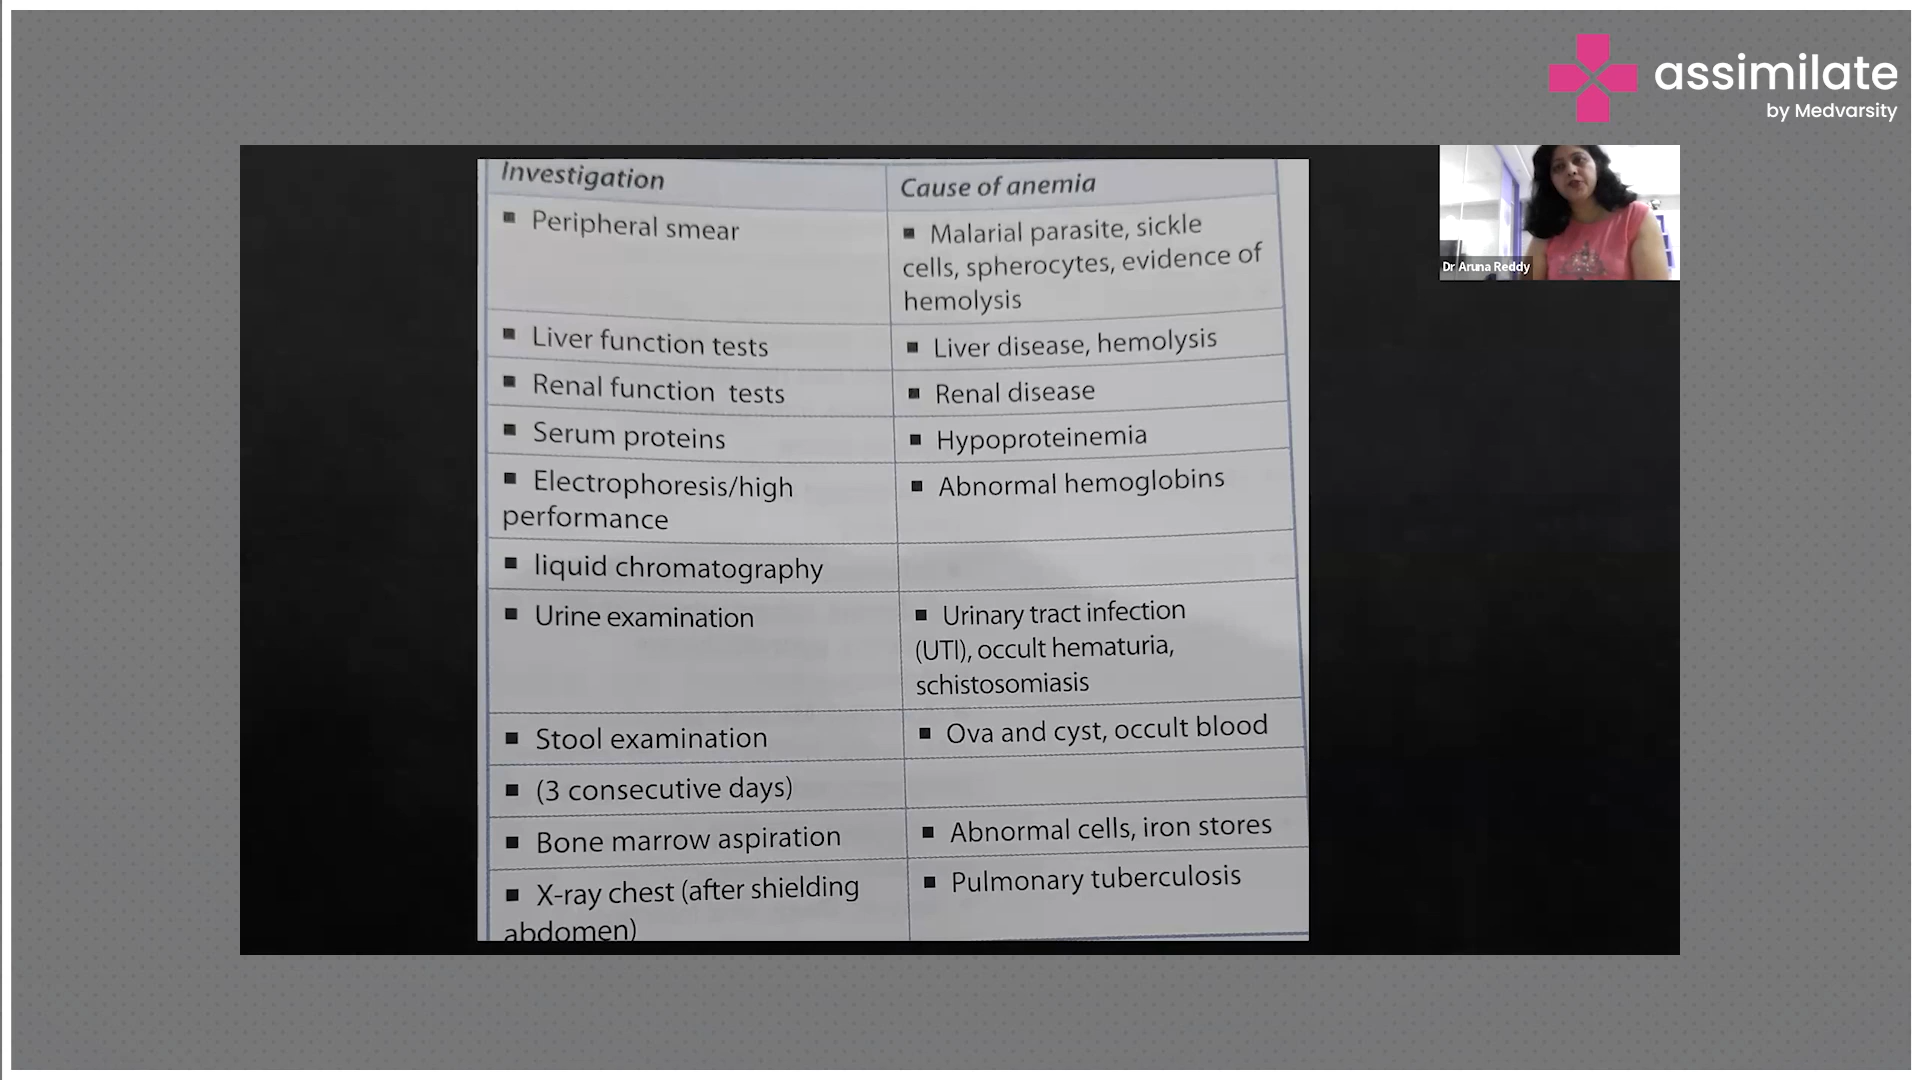 assimilate
by Medvarsity
Dr Aruna Reddy
Investigation
Cause of anemia
▪ Peripheral smear
▪ Malarial parasite, sickle
cells, spherocytes, evidence of
hemolysis
▪ Liver function tests
▪ Liver disease, hemolysis
▪ Renal function tests
▪ Renal disease
▪ Serum proteins
▪ Hypoproteinemia
▪ Electrophoresis/high
performance
▪ Abnormal hemoglobins
▪ liquid chromatography
▪ Urine examination
▪ Urinary tract infection
(UTI), occult hematuria,
schistosomiasis
▪ Stool examination
▪ Ova and cyst, occult blood
▪ (3 consecutive days)
▪ Bone marrow aspiration
▪ Abnormal cells, iron stores
▪ X-ray chest (after shielding
abdomen)
▪ Pulmonary tuberculosis